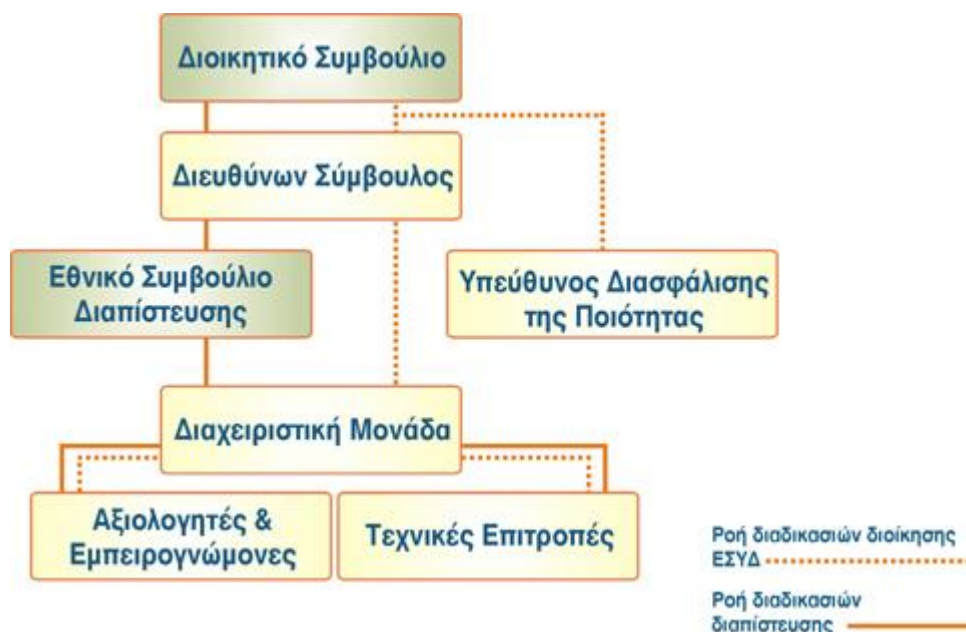 Διοικητικό Συμβούλιο
Διευθύνων Σύμβουλος
Εθνικό Συμβούλιο
Διαπίστευσης
Υπεύθυνος Διασφάλισης
της Ποιότητας
Διαχειριστική Μονάδα
Αξιολογητές &
Εμπειρογνώμονες
Τεχνικές Επιτροπές
Ροή διαδικασιών διοίκησης
ΕΣΥΔ
Ροή διαδικασιών
διαπίστευσης